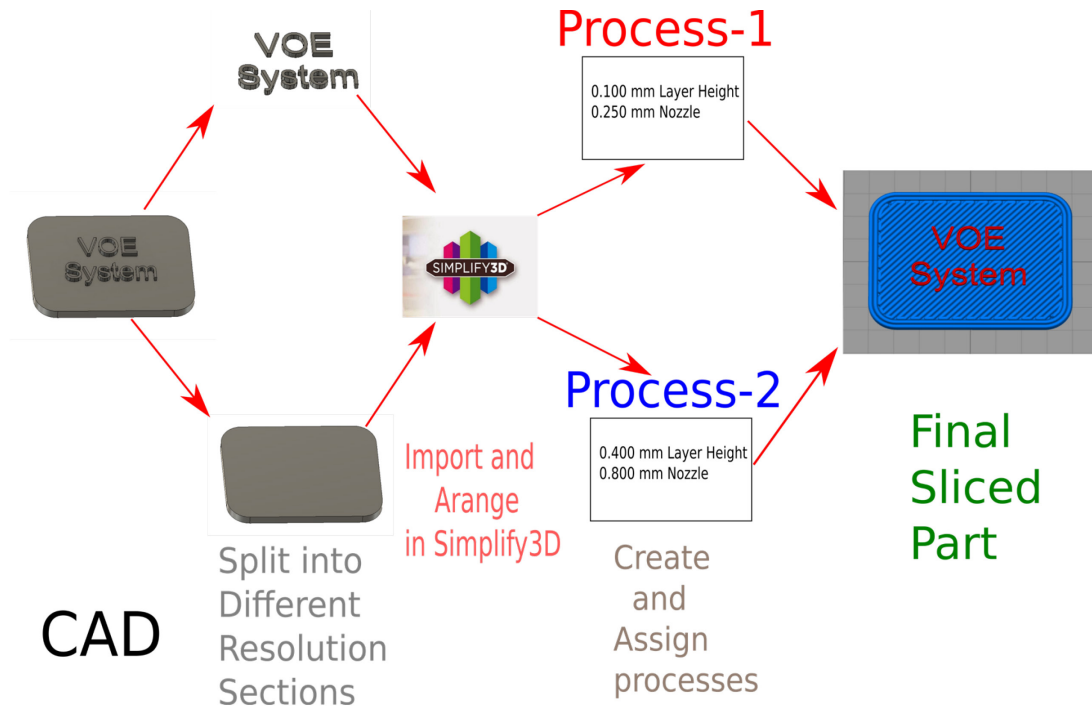 VOE
System
Process-1
0.100 mm Layer Height
0.250 mm Nozzle
VOE
System
SIMPLIFY3D
VOE
System
Process-2
0.400 mm Layer Height
0.800 mm Nozzle
Import and
Arange
in Simplify3D
Final
Sliced
Part
Split into
Different
Resolution
Sections
Create
and
Assign
processes
CAD